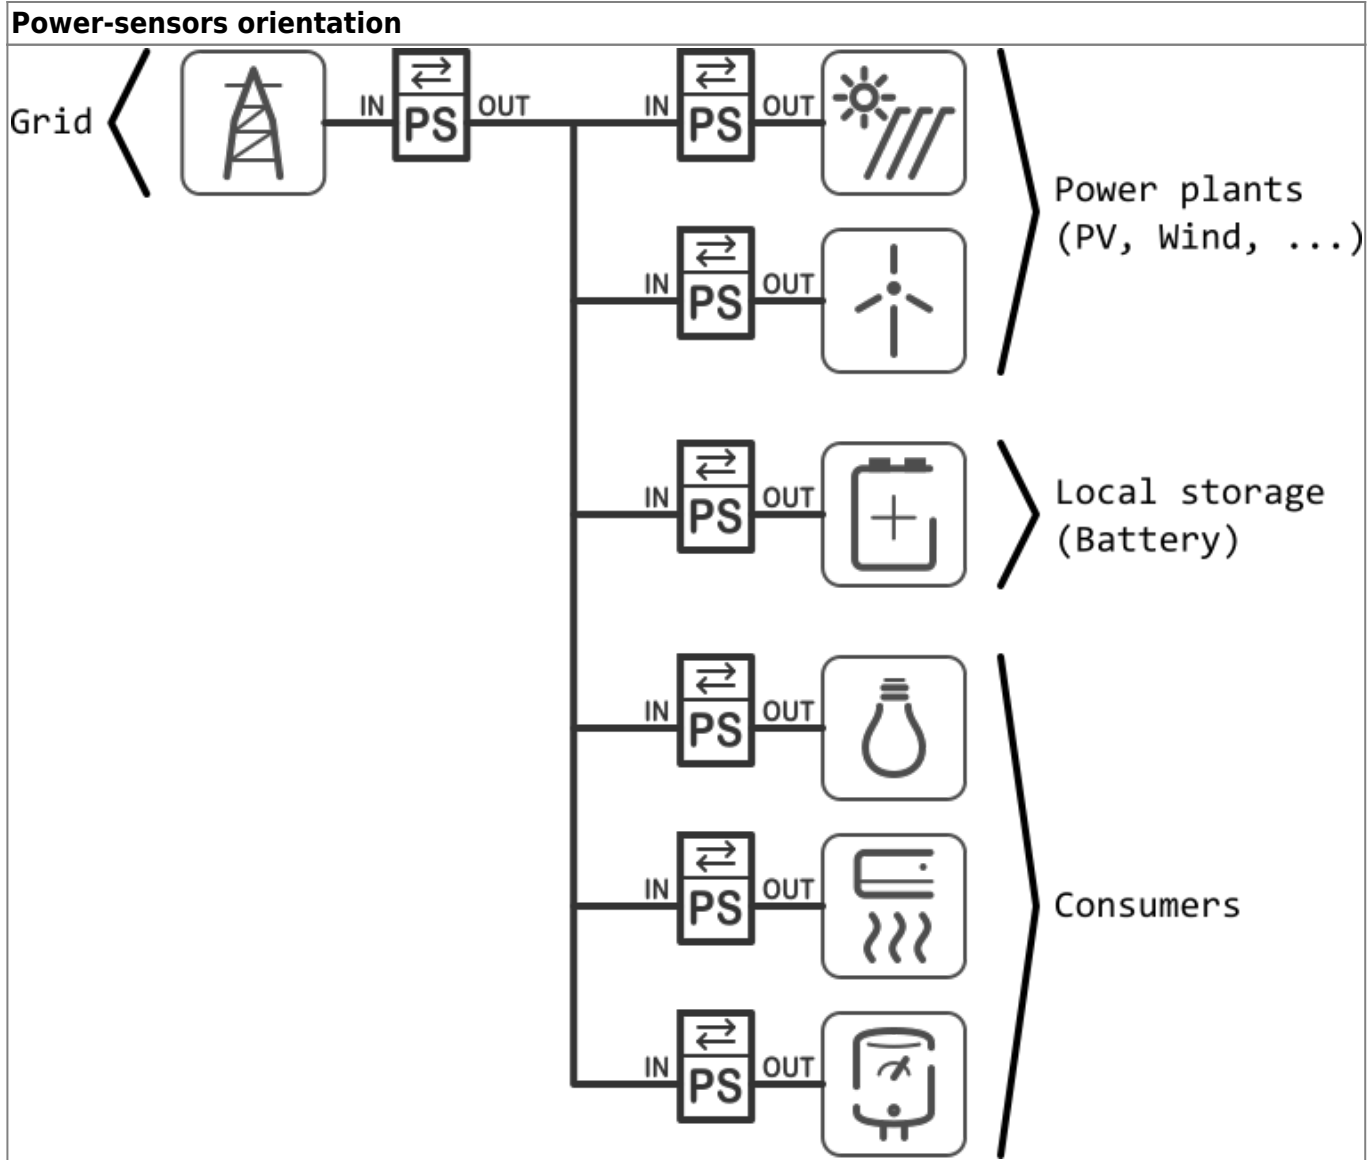 Power-sensors orientation
Grid
IN PS OUT
IN PS OUT
Power plants
(PV, Wind, ...)
IN PS OUT
IN PS OUT
Local storage
(Battery)
IN PS OUT
IN PS OUT
Consumers
IN PS OUT